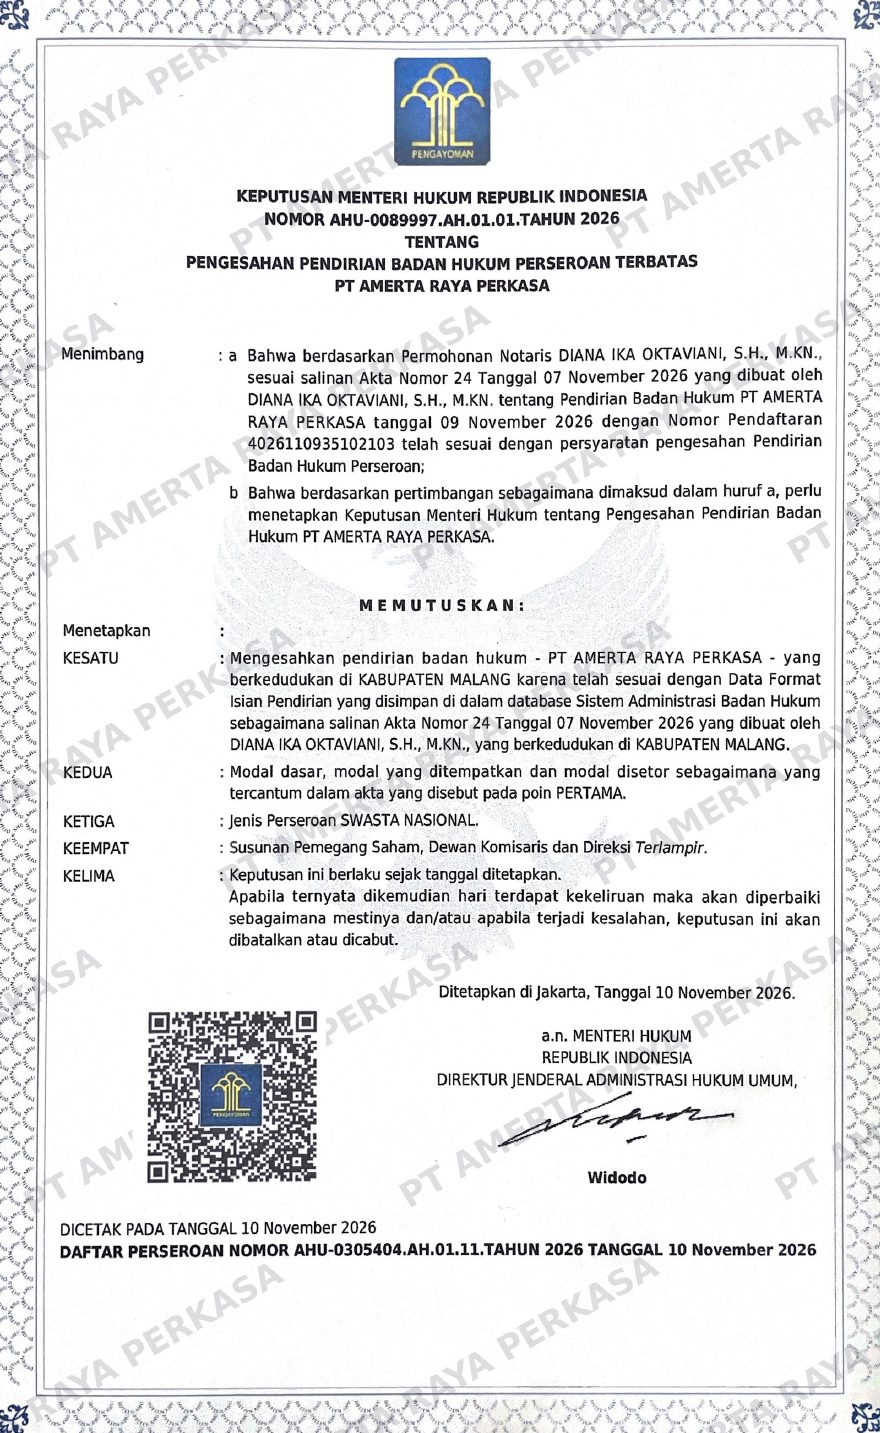 PENGAYOMAN
KEPUTUSAN MENTERI HUKUM REPUBLIK INDONESIA
NOMOR AHU-0089997.AH.01.01.TAHUN 2026
TENTANG
PENGESAHAN PENDIRIAN BADAN HUKUM PERSEROAN TERBATAS
PT AMERTA RAYA PERKASA
Menimbang : a Bahwa berdasarkan Permohonan Notaris DIANA IKA OKTAVIANI, S.H., M.KN.,
sesuai salinan Akta Nomor 24 Tanggal 07 November 2026 yang dibuat oleh
DIANA IKA OKTAVIANI, S.H., M.KN. tentang Pendirian Badan Hukum PT AMERTA
RAYA PERKASA tanggal 09 November 2026 dengan Nomor Pendaftaran
4026110935102103 telah sesuai dengan persyaratan pengesahan Pendirian
Badan Hukum Perseroan;
b Bahwa berdasarkan pertimbangan sebagaimana dimaksud dalam huruf a, perlu
menetapkan Keputusan Menteri Hukum tentang Pengesahan Pendirian Badan
Hukum PT AMERTA RAYA PERKASA.
MEMUTUSKAN:
Menetapkan :
KESATU : Mengesahkan pendirian badan hukum - PT AMERTA RAYA PERKASA - yang
berkedudukan di KABUPATEN MALANG karena telah sesuai dengan Data Format
Isian Pendirian yang disimpan di dalam database Sistem Administrasi Badan Hukum
sebagaimana salinan Akta Nomor 24 Tanggal 07 November 2026 yang dibuat oleh
DIANA IKA OKTAVIANI, S.H., M.KN., yang berkedudukan di KABUPATEN MALANG.
KEDUA : Modal dasar, modal yang ditempatkan dan modal disetor sebagaimana yang
tercantum dalam akta yang disebut pada poin PERTAMA.
KETIGA : Jenis Perseroan SWASTA NASIONAL.
KEEMPAT : Susunan Pemegang Saham, Dewan Komisaris dan Direksi Terlampir.
KELIMA : Keputusan ini berlaku sejak tanggal ditetapkan.
Apabila ternyata dikemudian hari terdapat kekeliruan maka akan diperbaiki
sebagaimana mestinya dan/atau apabila terjadi kesalahan, keputusan ini akan
dibatalkan atau dicabut.
Ditetapkan di Jakarta, Tanggal 10 November 2026.
a.n. MENTERI HUKUM
REPUBLIK INDONESIA
DIREKTUR JENDERAL ADMINISTRASI HUKUM UMUM,
PENGAYOMAN
Widodo
DICETAK PADA TANGGAL 10 November 2026
DAFTAR PERSEROAN NOMOR AHU-0305404.AH.01.11.TAHUN 2026 TANGGAL 10 November 2026
PT AMERTA RAYA PERKASA